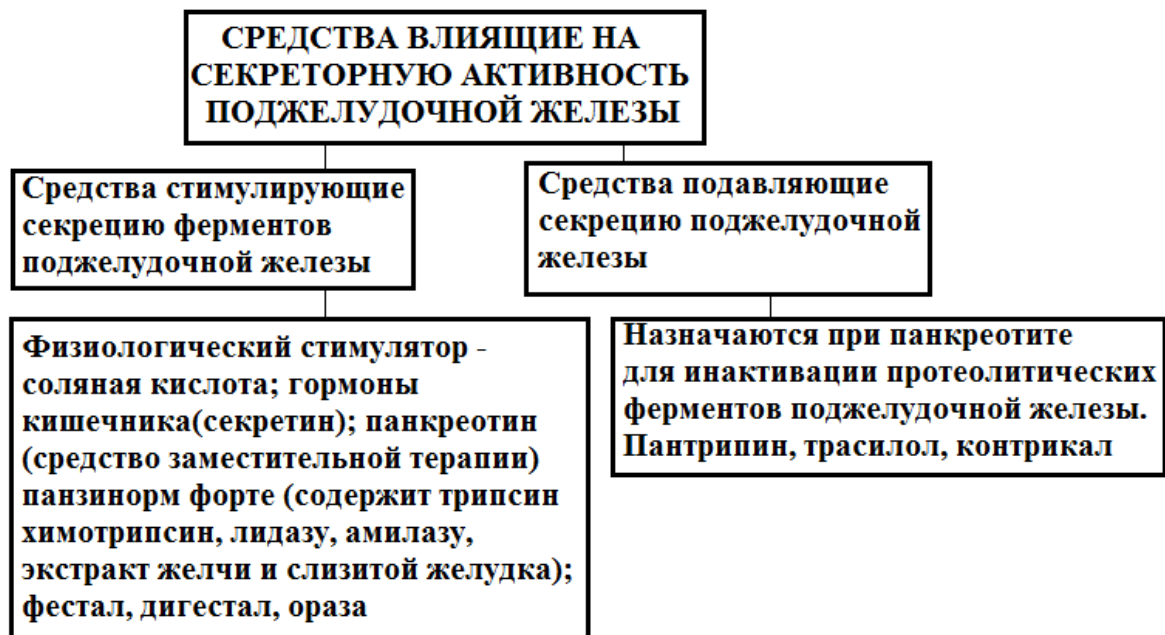 СРЕДСТВА ВЛИЯЩИЕ НА
СЕКРЕТОРНУЮ АКТИВНОСТЬ
ПОДЖЕЛУДОЧНОЙ ЖЕЛЕЗЫ
Средства стимулирующие
секрецию ферментов
поджелудочной железы
Средства подавляющие
секрецию поджелудочной
железы
Физиологический стимулятор -
соляная кислота; гормоны
кишечника(секретин); панкреотин
(средство заместительной терапии)
панзинорм форте (содержит трипсин
химотрипсин, лидазу, амилазу,
экстракт желчи и слизитой желудка);
фестал, дигестал, ораза
Назначаются при панкреотите
для инактивации протеолитических
ферментов поджелудочной железы.
Пантрипин, трасилол, контрикал